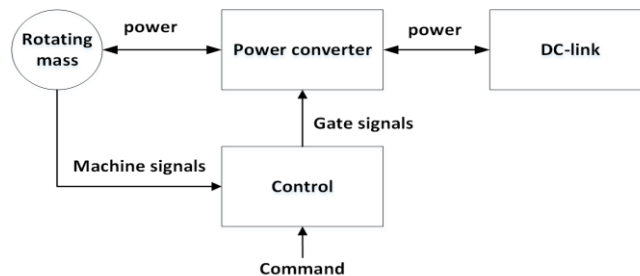 power
power
Rotating
mass
Power converter
DC-link
Gate signals
Machine signals
Control
Command